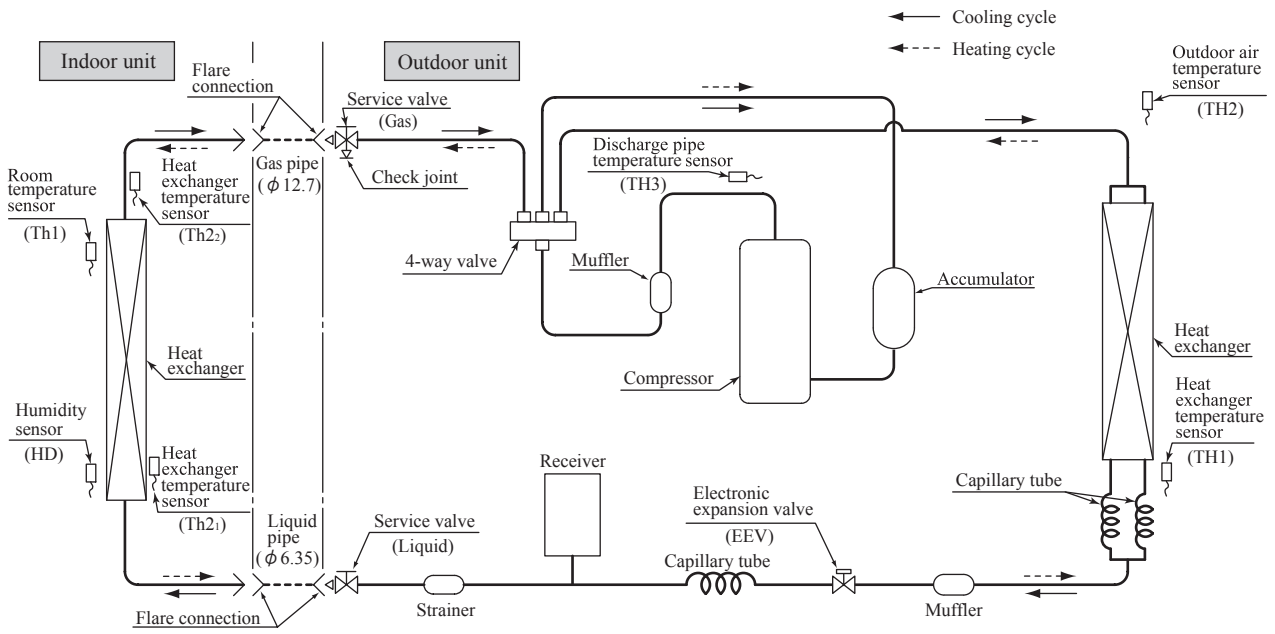 Cooling cycle
Heating cycle
Indoor unit
Outdoor unit
Flare
connection
Service valve
(Gas)
Check joint
Gas pipe
(φ12.7)
Outdoor air
temperature
sensor
(TH2)
Discharge pipe
temperature sensor
(TH3)
Room
temperature
sensor
(Th1)
Heat
exchanger
temperature
sensor
(Th2₂)
4-way valve
Muffler
Accumulator
Compressor
Heat
exchanger
Heat
exchanger
Humidity
sensor
(HD)
Heat
exchanger
temperature
sensor
(Th2₁)
Heat
exchanger
temperature
sensor
(TH1)
Capillary tube
Receiver
Electronic
expansion valve
(EEV)
Liquid
pipe
(φ6.35)
Service valve
(Liquid)
Capillary tube
Strainer
Muffler
Flare connection